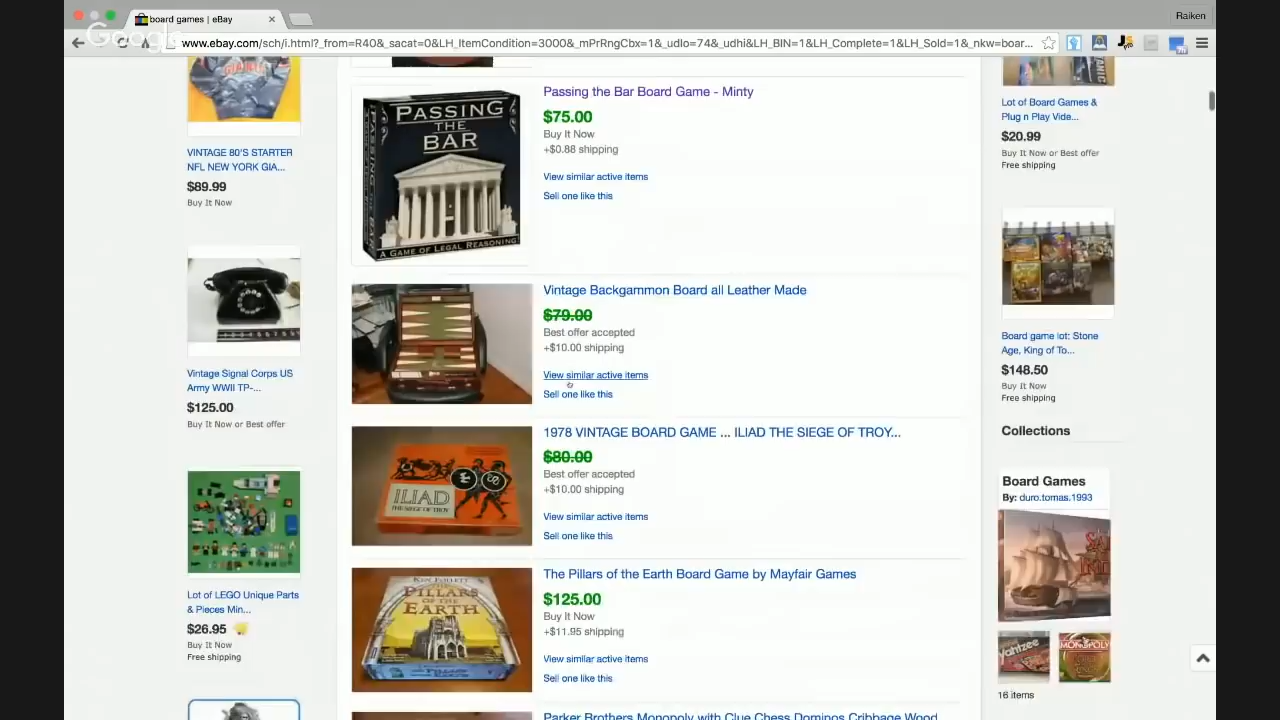 board games | eBay
Raiken
Google
www.ebay.com/sch/i.html?_from=R40&_sacat=0&LH_ItemCondition=3000&_mPrRngCbx=1&_udlo=74&_udhi&LH_BIN=1&LH_Complete=1&LH_Sold=1&_nkw=boar...
GIANTS
VINTAGE 80'S STARTER
NFL NEW YORK GIA...
$89.99
Buy It Now
Vintage Signal Corps US
Army WWII TP-...
$125.00
Buy It Now or Best offer
Lot of LEGO Unique Parts
& Pieces Min...
$26.95
Buy It Now
Free shipping
PASSING
THE
BAR
A GAME OF LEGAL REASONING
Passing the Bar Board Game - Minty
$75.00
Buy It Now
+$0.88 shipping
View similar active items
Sell one like this
Vintage Backgammon Board all Leather Made
$79.00
Best offer accepted
+$10.00 shipping
View similar active items
Sell one like this
ILIAD
THE SIEGE OF TROY
1978 VINTAGE BOARD GAME ... ILIAD THE SIEGE OF TROY...
$80.00
Best offer accepted
+$10.00 shipping
View similar active items
Sell one like this
KEN FOLLETT
THE PILLARS
OF THE
EARTH
The Pillars of the Earth Board Game by Mayfair Games
$125.00
Buy It Now
+$11.95 shipping
View similar active items
Sell one like this
Parker Brothers Monopoly with Clue Chess Dominos Cribbage Wood
Lot of Board Games &
Plug n Play Vide...
$20.99
Buy It Now or Best offer
Free shipping
Board game lot: Stone
Age, King of To...
$148.50
Buy It Now
Free shipping
Collections
Board Games
By: duro.tomas.1993
Yahtzee
MONOPOLY
16 items